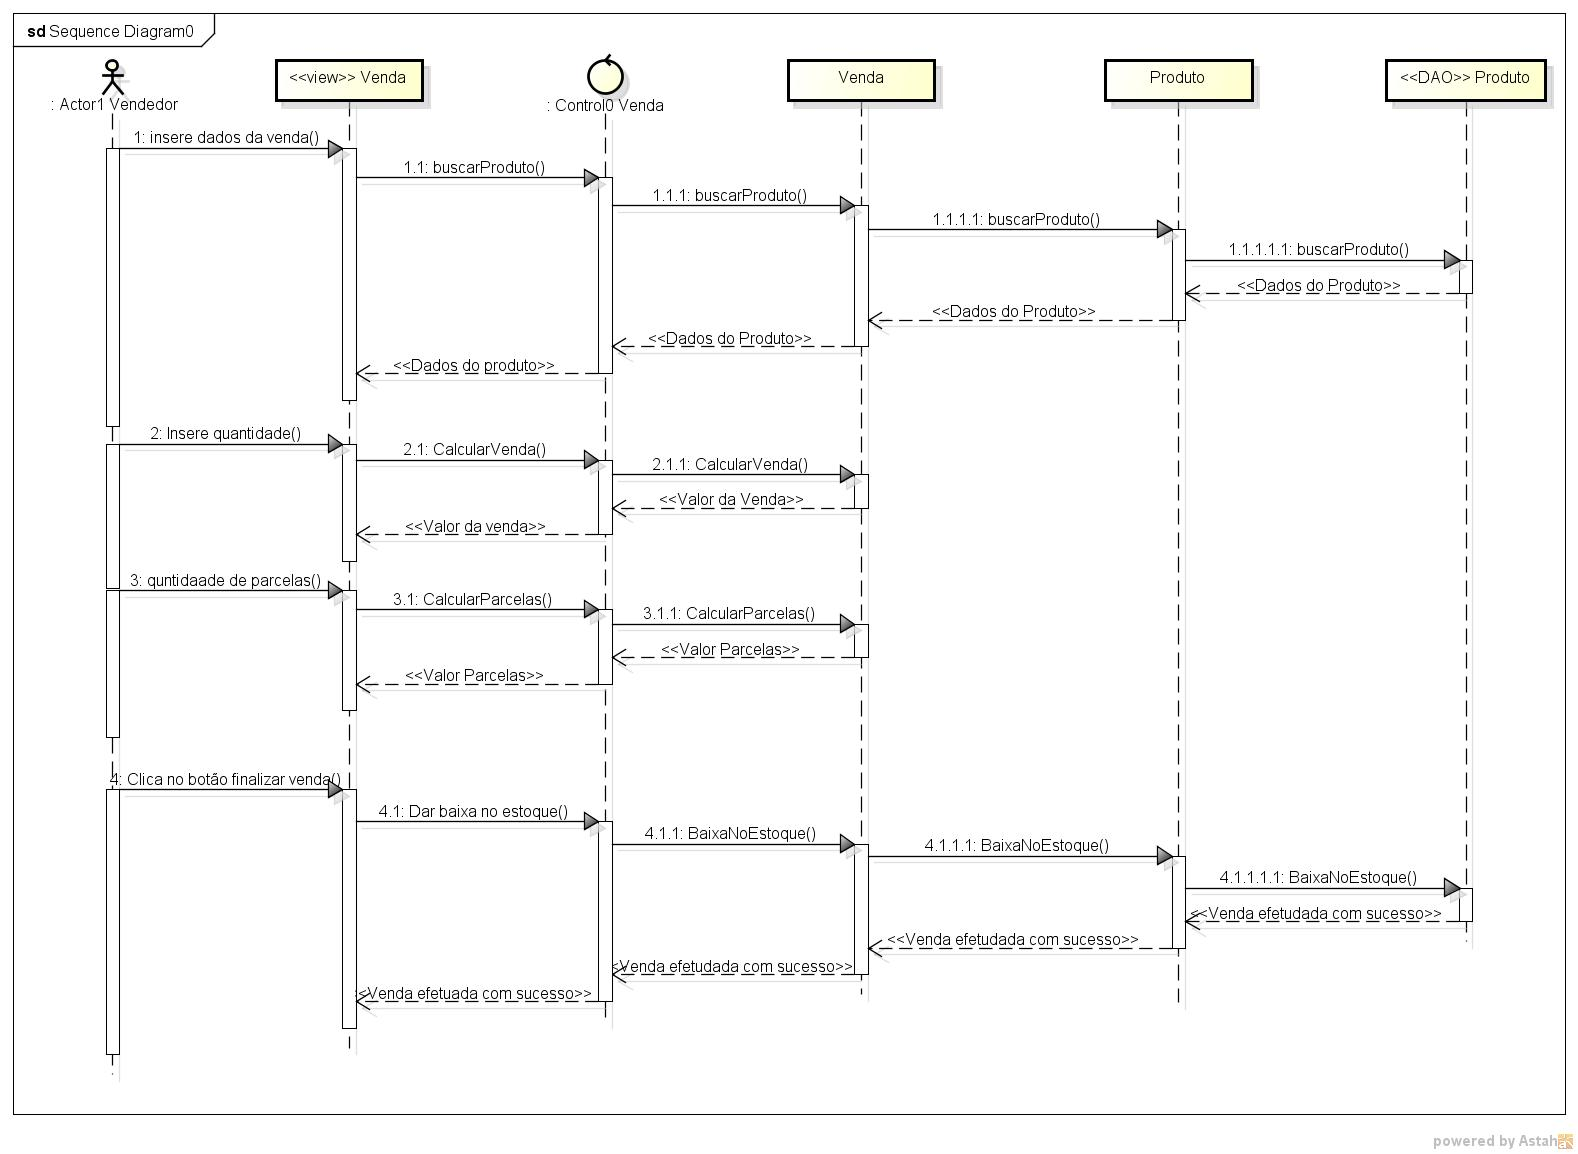 sd Sequence Diagram0
: Actor1 Vendedor
<<view>> Venda
: Control0 Venda
Venda
Produto
<<DAO>> Produto
1: insere dados da venda()
1.1: buscarProduto()
1.1.1: buscarProduto()
1.1.1.1: buscarProduto()
1.1.1.1.1: buscarProduto()
<<Dados do Produto>>
<<Dados do Produto>>
<<Dados do Produto>>
<<Dados do produto>>
2: Insere quantidade()
2.1: CalcularVenda()
2.1.1: CalcularVenda()
<<Valor da Venda>>
<<Valor da venda>>
3: quntidaade de parcelas()
3.1: CalcularParcelas()
3.1.1: CalcularParcelas()
<<Valor Parcelas>>
<<Valor Parcelas>>
4: Clica no botão finalizar venda()
4.1: Dar baixa no estoque()
4.1.1: BaixaNoEstoque()
4.1.1.1: BaixaNoEstoque()
4.1.1.1.1: BaixaNoEstoque()
<<Venda efetudada com sucesso>>
<<Venda efetudada com sucesso>>
<Venda efetudada com sucesso>>
<<Venda efetuada com sucesso>>
powered by Astah